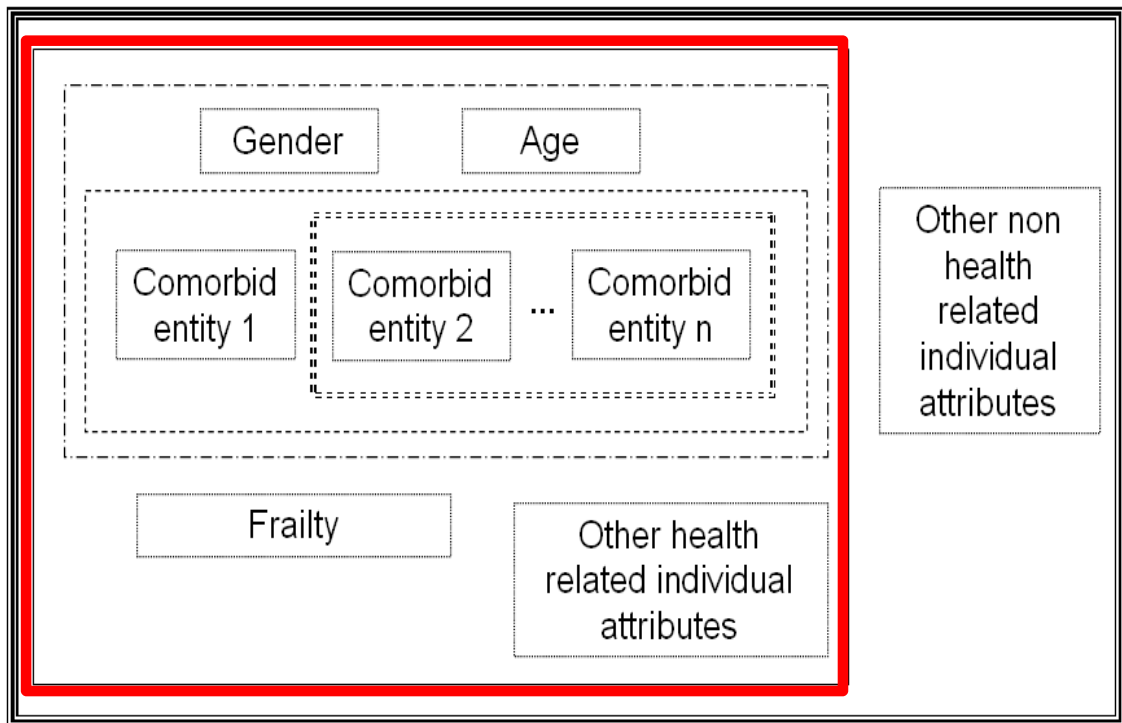 Gender
Age
Comorbid
entity 1
Comorbid
entity 2
...
Comorbid
entity n
Other non
health
related
individual
attributes
Frailty
Other health
related individual
attributes